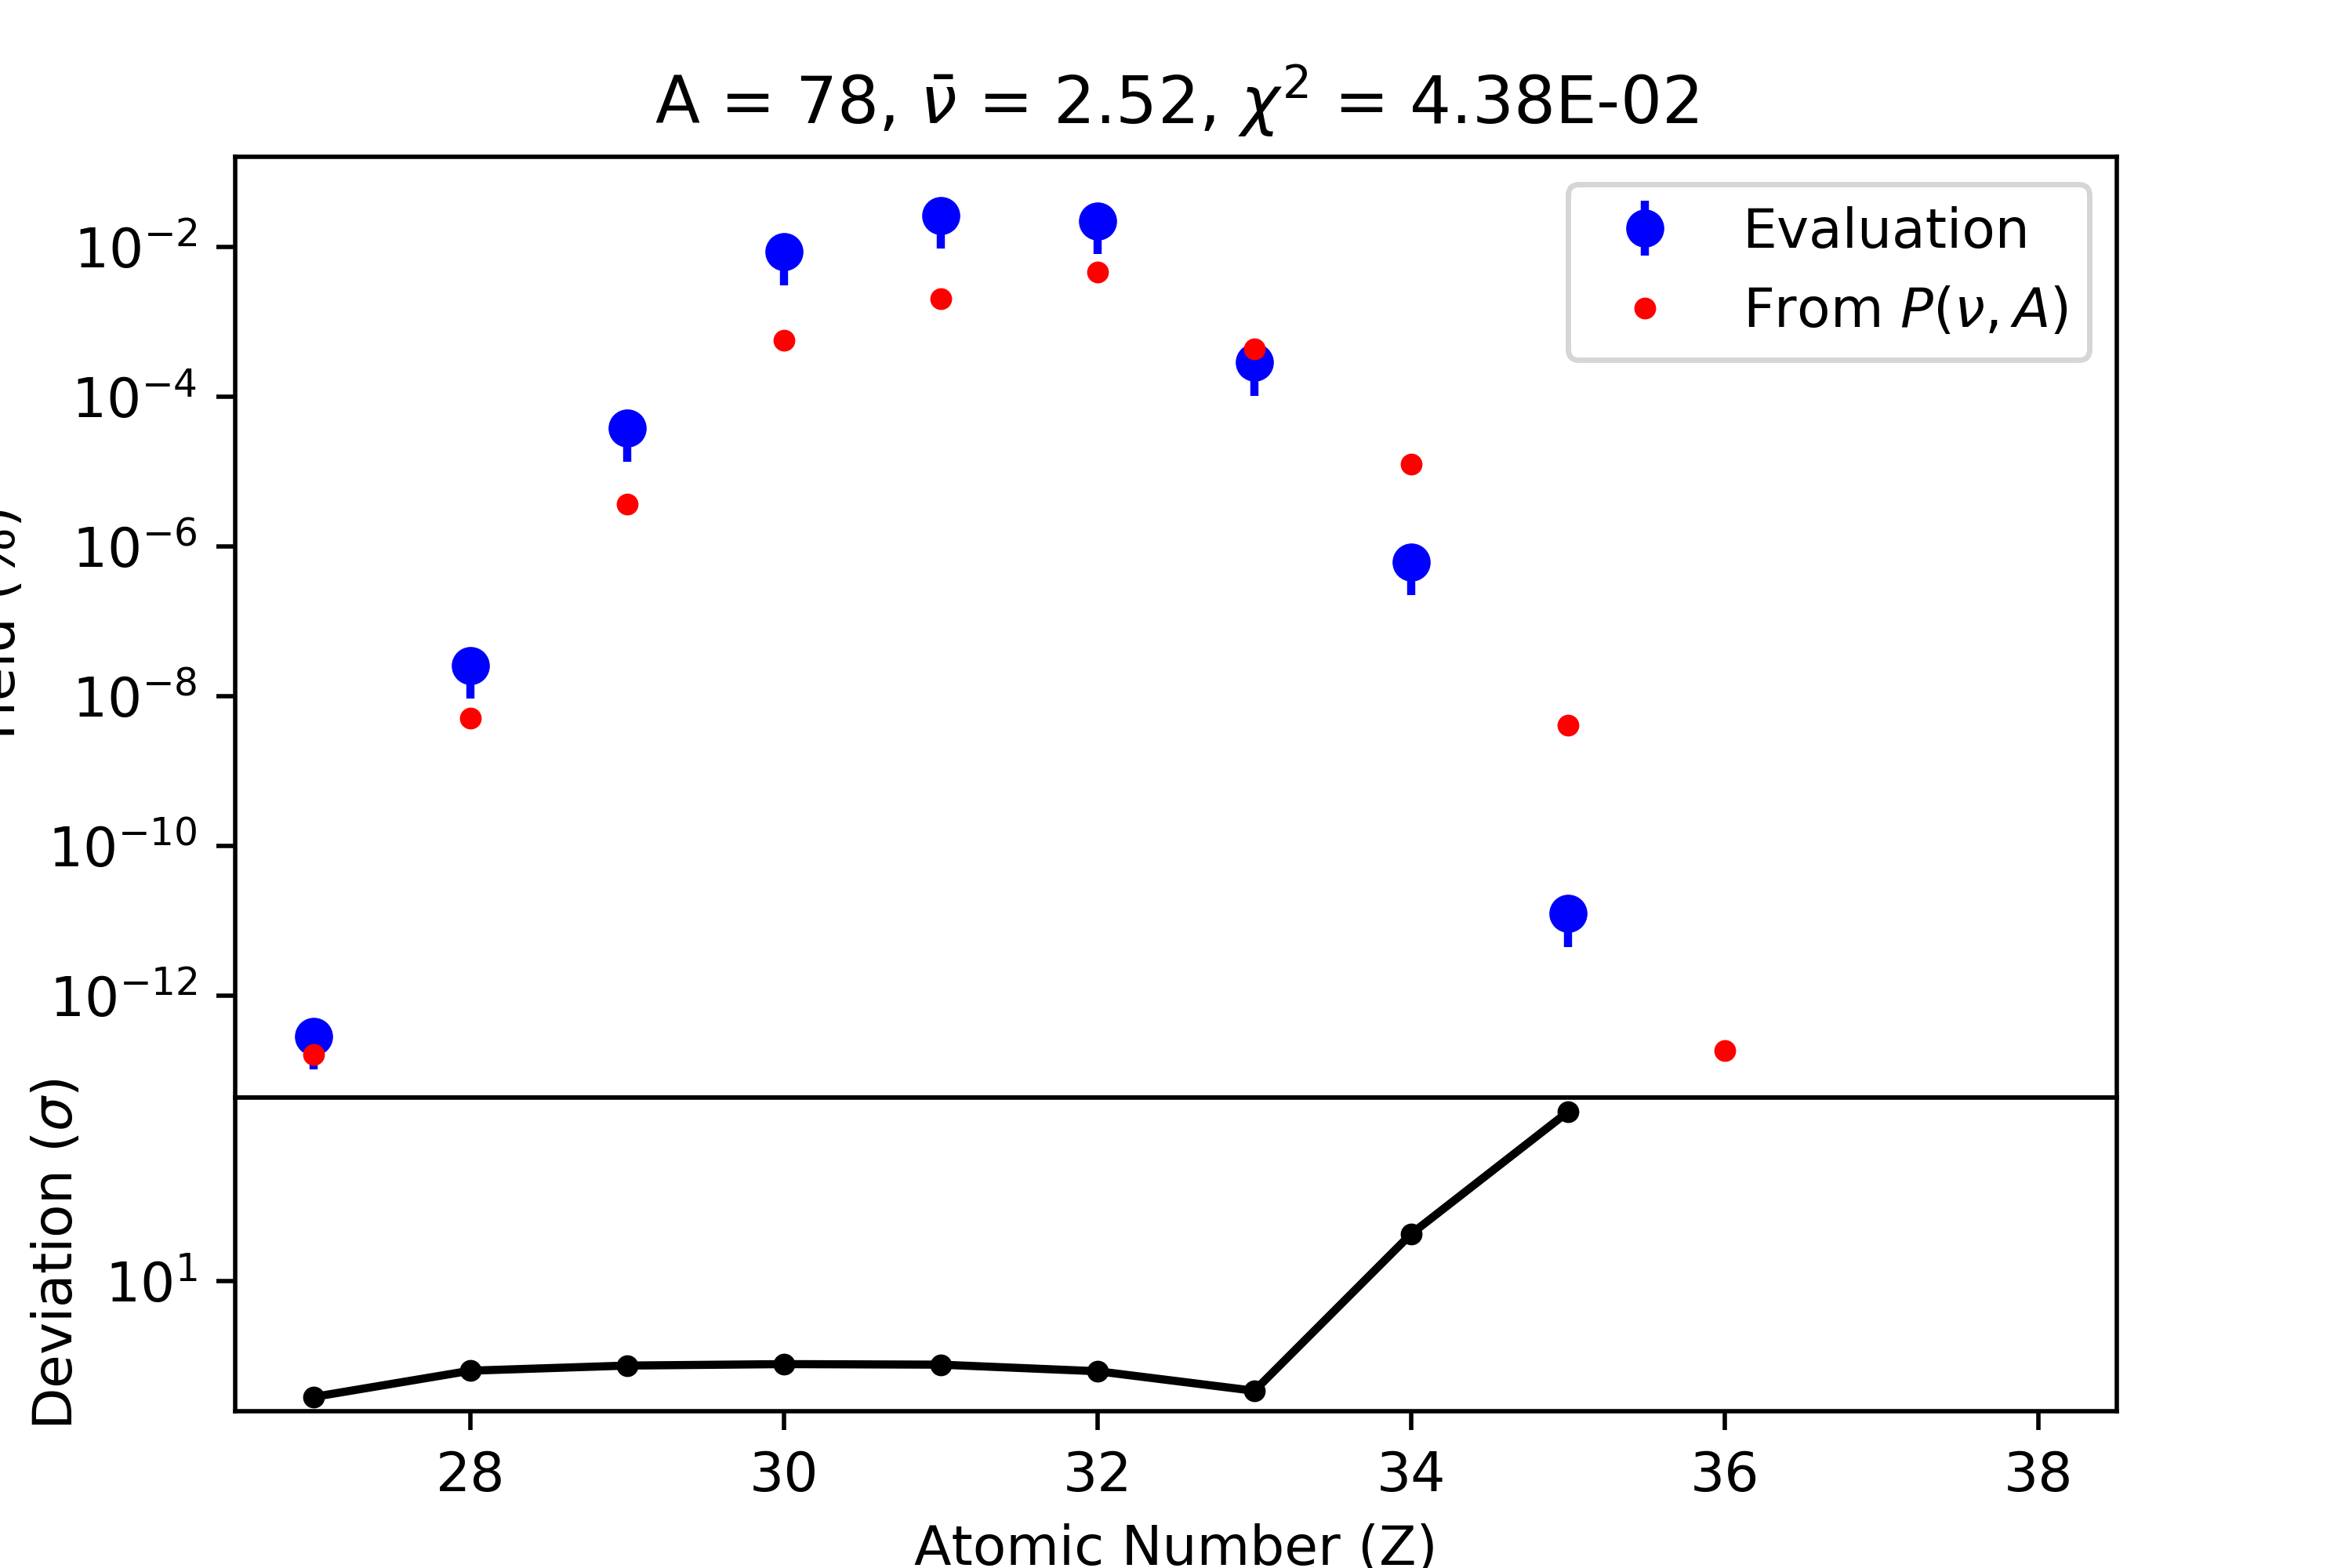 A = 78, ν̄ = 2.52, χ² = 4.38E-02
Evaluation
From P(ν, A)
10⁻²
10⁻⁴
10⁻⁶
10⁻⁸
10⁻¹⁰
10⁻¹²
(%)
Deviation (σ)
10¹
28 30 32 34 36 38
Atomic Number (Z)